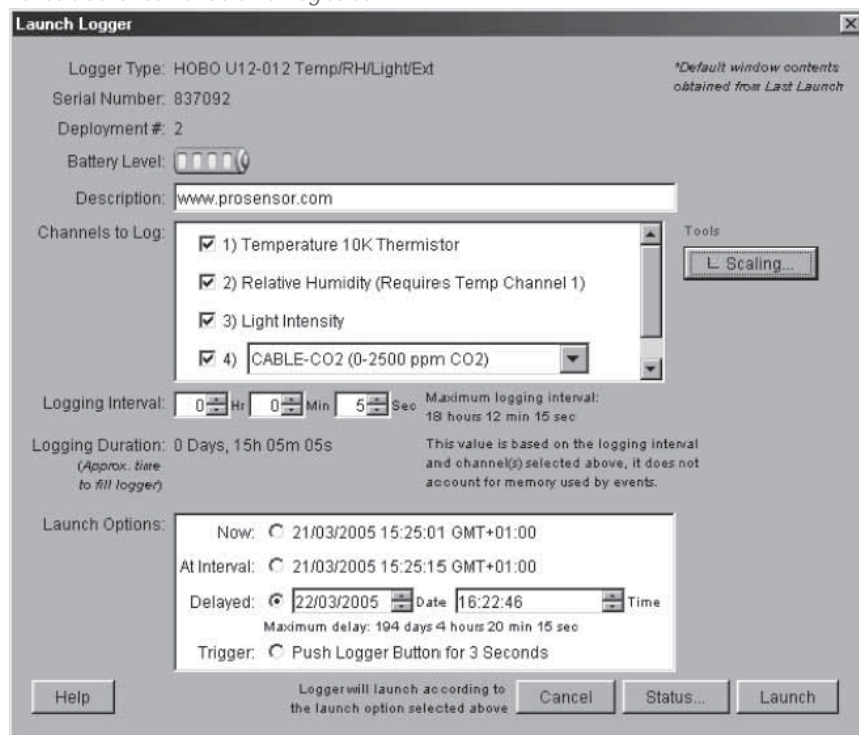 Launch Logger
Logger Type: HOBO U12-012 Temp/RH/Light/Ext
*Default window contents
obtained from Last Launch
Serial Number: 837092
Deployment #: 2
Battery Level:
Description: www.prosensor.com
Channels to Log:
1) Temperature 10K Thermistor
2) Relative Humidity (Requires Temp Channel 1)
3) Light Intensity
4) CABLE-CO2 (0-2500 ppm CO2)
Tools
Scaling...
Logging Interval: 0 Hr 0 Min 5 Sec
Maximum logging interval:
18 hours 12 min 15 sec
Logging Duration: 0 Days, 15h 05m 05s
(Approx. time
to fill logger)
This value is based on the logging interval
and channel(s) selected above, it does not
account for memory used by events.
Launch Options:
Now: 21/03/2005 15:25:01 GMT+01:00
At Interval: 21/03/2005 15:25:15 GMT+01:00
Delayed: 22/03/2005 Date 16:22:46 Time
Maximum delay: 194 days 4 hours 20 min 15 sec
Trigger: Push Logger Button for 3 Seconds
Help
Logger will launch according to
the launch option selected above
Cancel
Status...
Launch